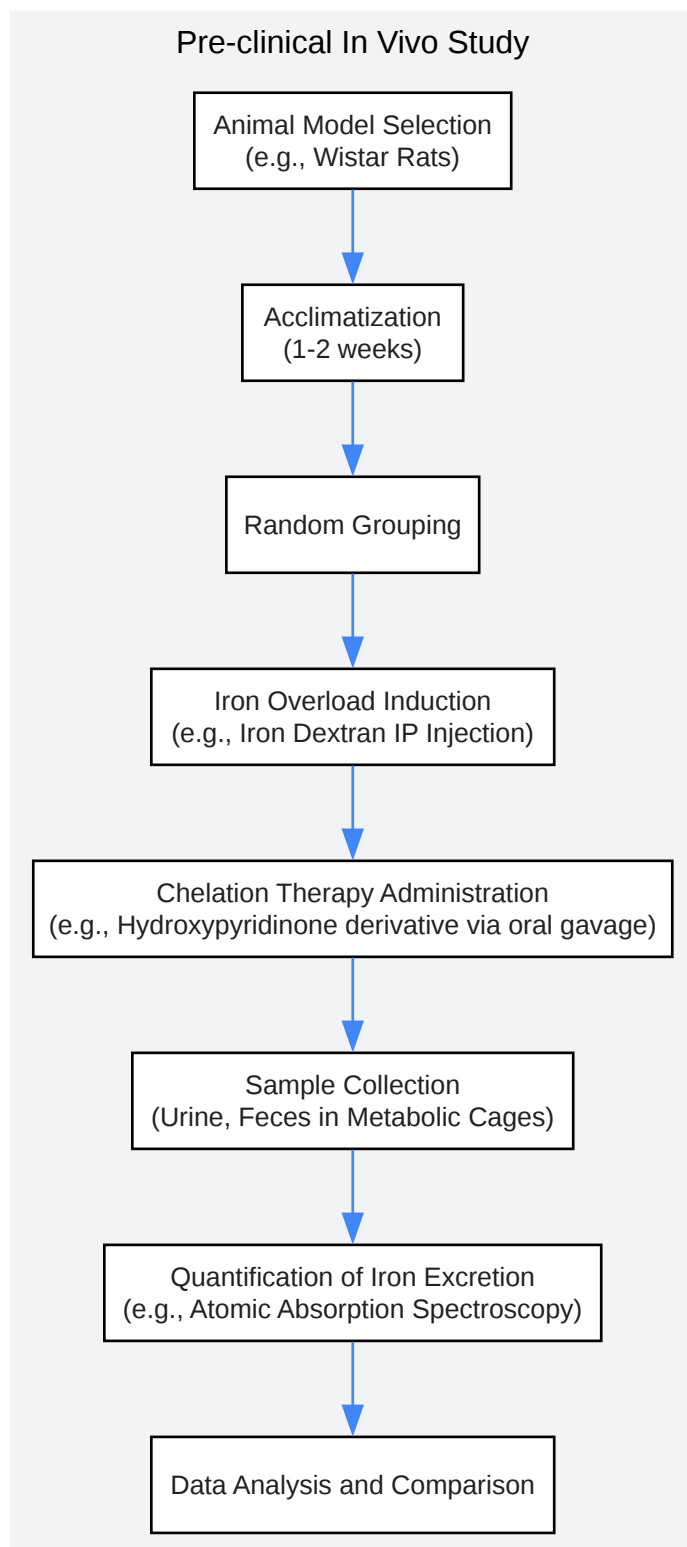 Pre-clinical In Vivo Study
Animal Model Selection
(e.g., Wistar Rats)
Acclimatization
(1-2 weeks)
Random Grouping
Iron Overload Induction
(e.g., Iron Dextran IP Injection)
Chelation Therapy Administration
(e.g., Hydroxypyridinone derivative via oral gavage)
Sample Collection
(Urine, Feces in Metabolic Cages)
Quantification of Iron Excretion
(e.g., Atomic Absorption Spectroscopy)
Data Analysis and Comparison